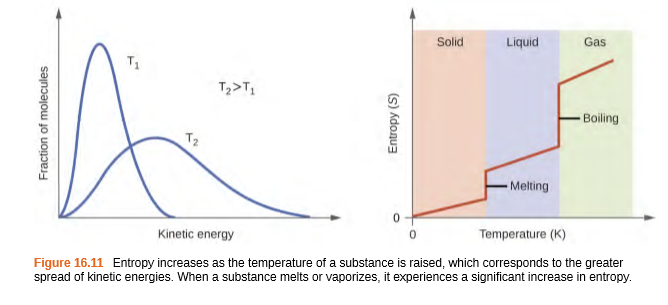 Fraction of molecules
T1
T2>T1
T2
Kinetic energy
Entropy (S)
Solid Liquid Gas
Boiling
Melting
0
0
Temperature (K)
Figure 16.11 Entropy increases as the temperature of a substance is raised, which corresponds to the greater
spread of kinetic energies. When a substance melts or vaporizes, it experiences a significant increase in entropy.